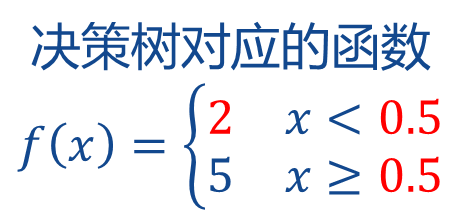 决策树对应的函数
f(x) = { 2 x < 0.5
5 x ≥ 0.5